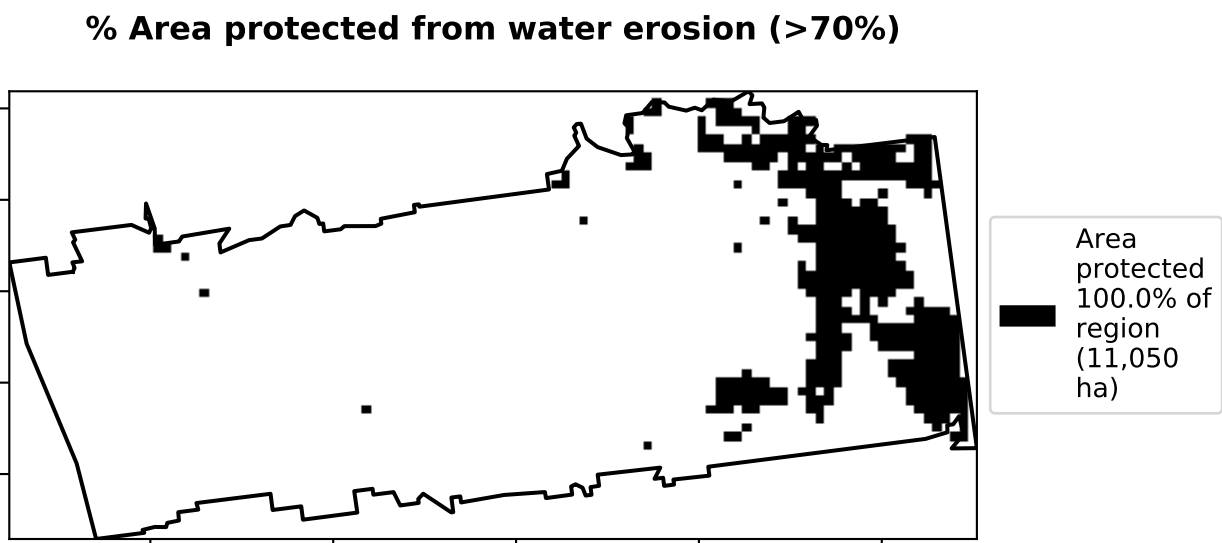 % Area protected from water erosion (>70%)
Area
protected
100.0% of
region
(11,050
ha)